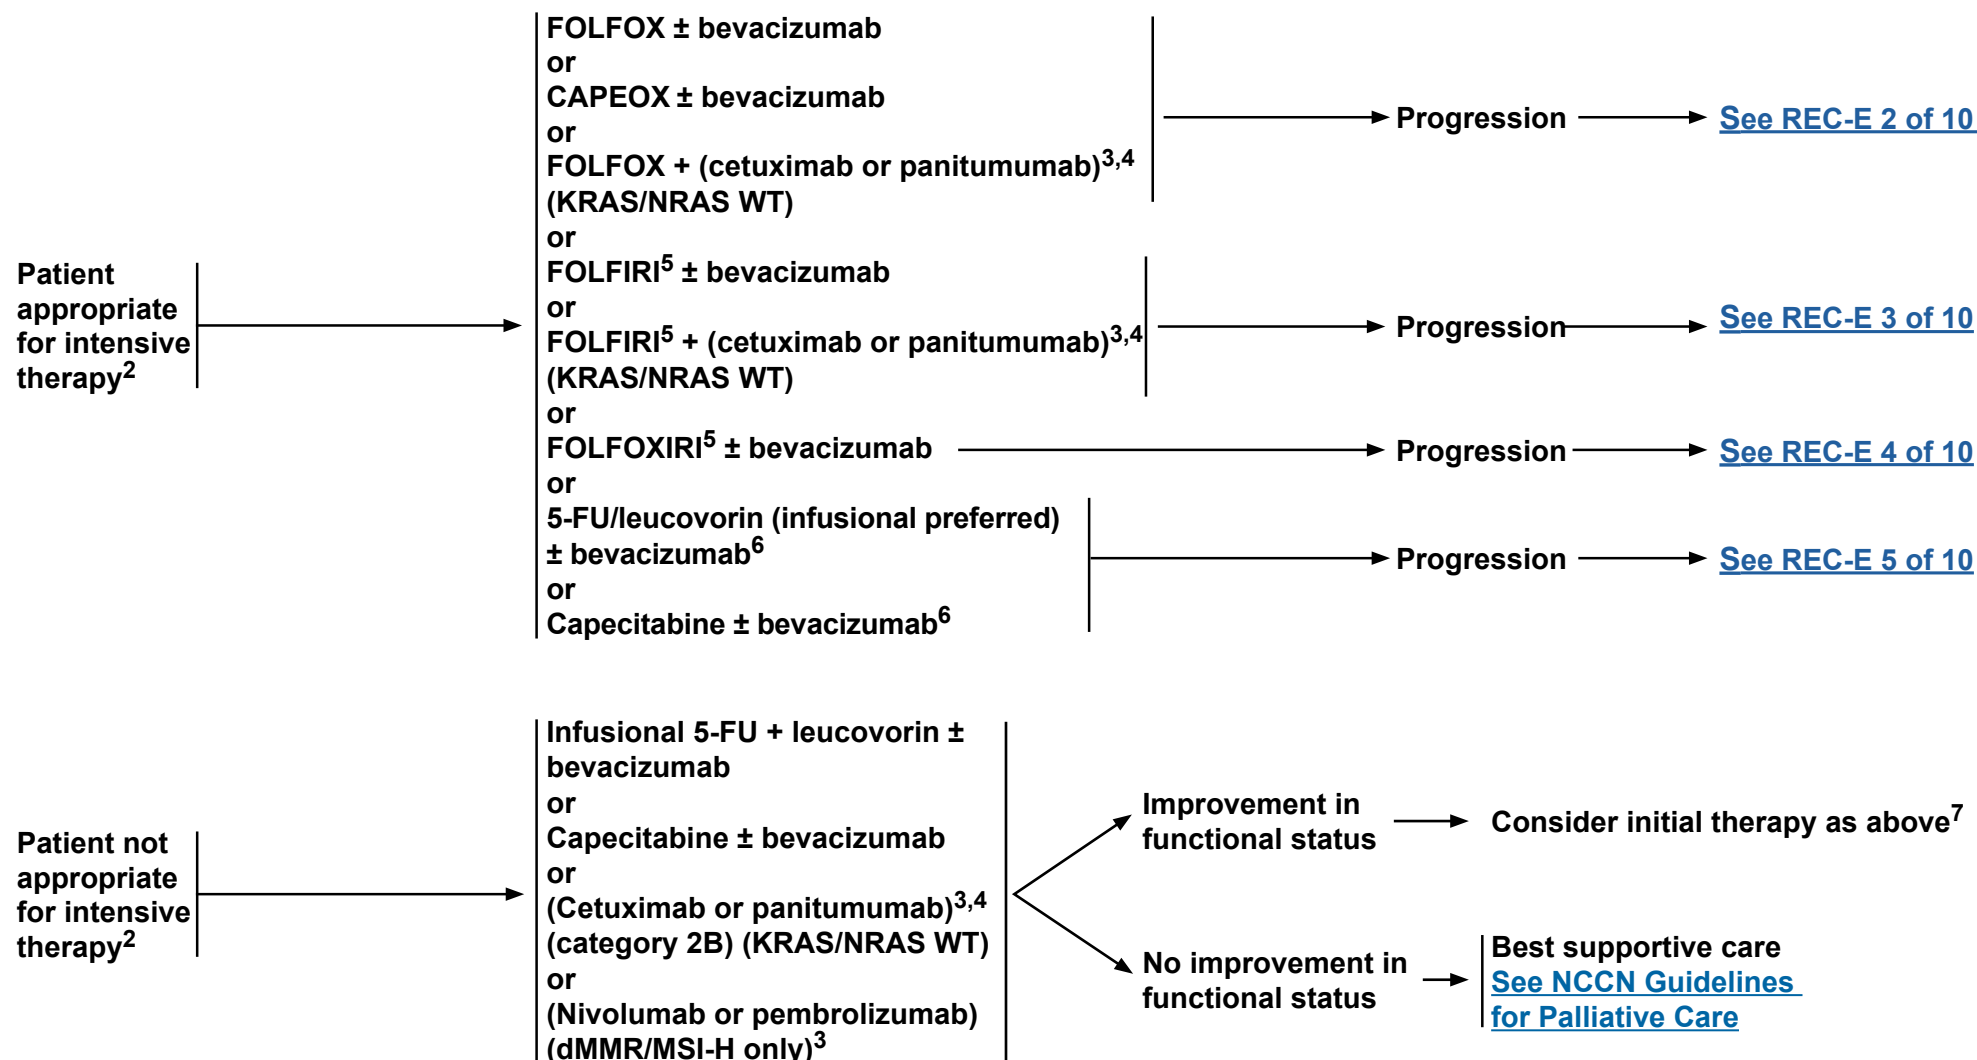 Patient
appropriate
for intensive
therapy2
FOLFOX ± bevacizumab
or
CAPEOX ± bevacizumab
or
FOLFOX + (cetuximab or panitumumab)3,4
(KRAS/NRAS WT)
or
FOLFIRI5 ± bevacizumab
or
FOLFIRI5 + (cetuximab or panitumumab)3,4
(KRAS/NRAS WT)
or
FOLFOXIRI5 ± bevacizumab
or
5-FU/leucovorin (infusional preferred)
± bevacizumab6
or
Capecitabine ± bevacizumab6
Progression
See REC-E 2 of 10
Progression
See REC-E 3 of 10
Progression
See REC-E 4 of 10
Progression
See REC-E 5 of 10
Patient not
appropriate
for intensive
therapy2
Infusional 5-FU + leucovorin ±
bevacizumab
or
Capecitabine ± bevacizumab
or
(Cetuximab or panitumumab)3,4
(category 2B) (KRAS/NRAS WT)
or
(Nivolumab or pembrolizumab)
(dMMR/MSI-H only)3
Improvement in
functional status
Consider initial therapy as above7
No improvement in
functional status
Best supportive care
See NCCN Guidelines
for Palliative Care